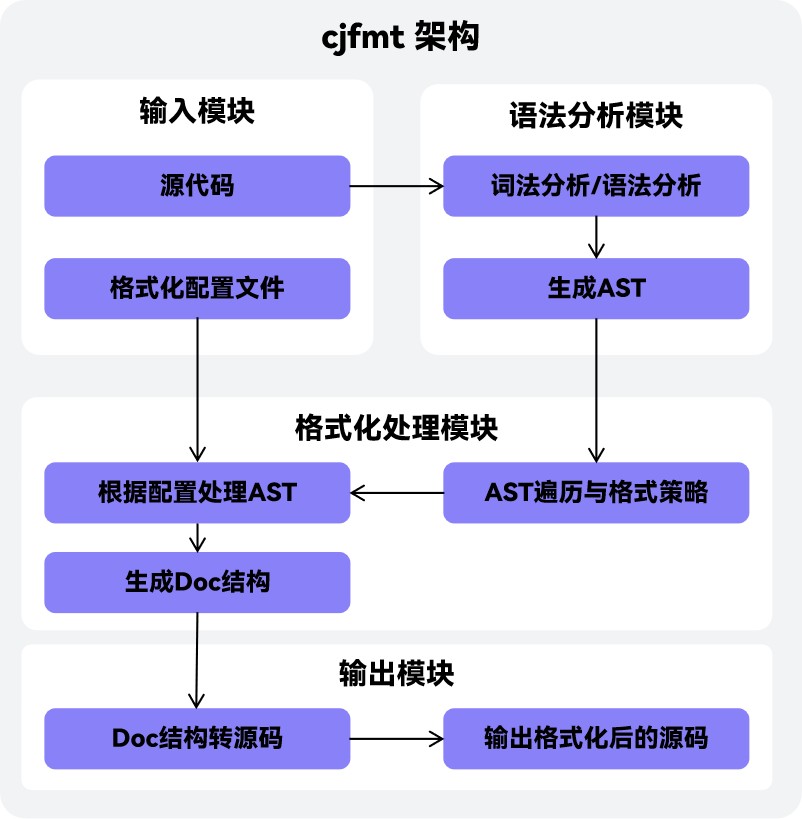 cjfmt 架构
输入模块
源代码
格式化配置文件
语法分析模块
词法分析/语法分析
生成AST
格式化处理模块
根据配置处理AST
AST遍历与格式策略
生成Doc结构
输出模块
Doc结构转源码
输出格式化后的源码